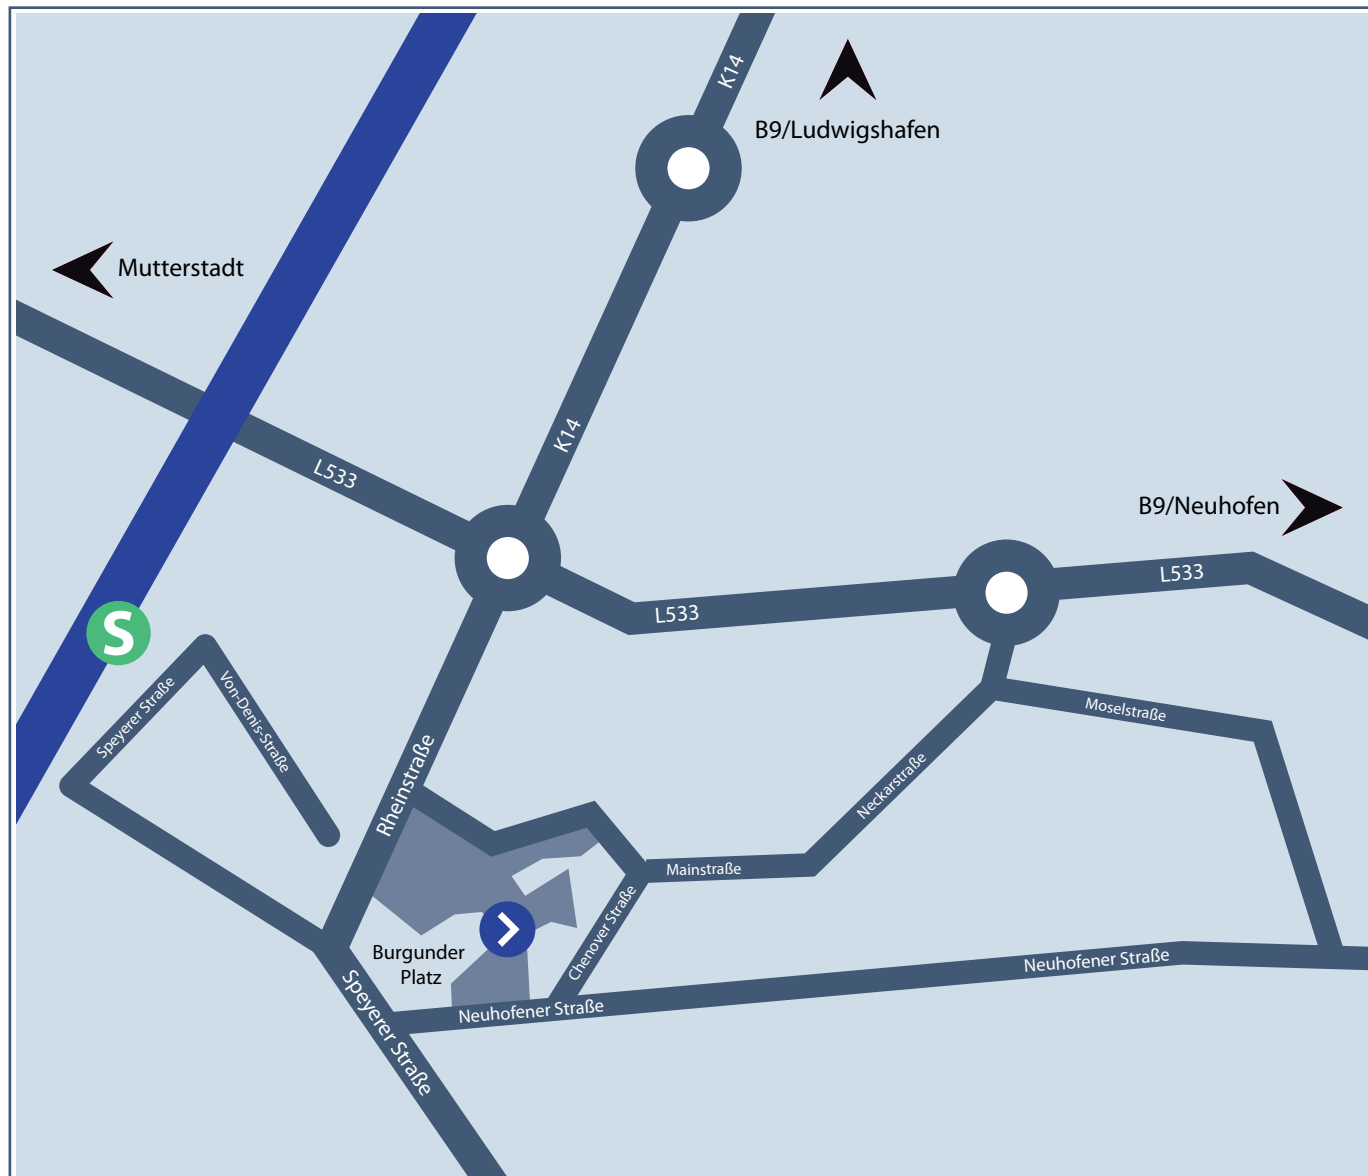 K14
B9/Ludwigshafen
Mutterstadt
K14
L533
B9/Neuhofen
L533
L533
S
Speyerer Straße
Von-Denis-Straße
Moselstraße
Rheinstraße
Neckarstraße
Mainstraße
Chenover Straße
Burgunder
Platz
Neuhofener Straße
Neuhofener Straße
Speyerer Straße